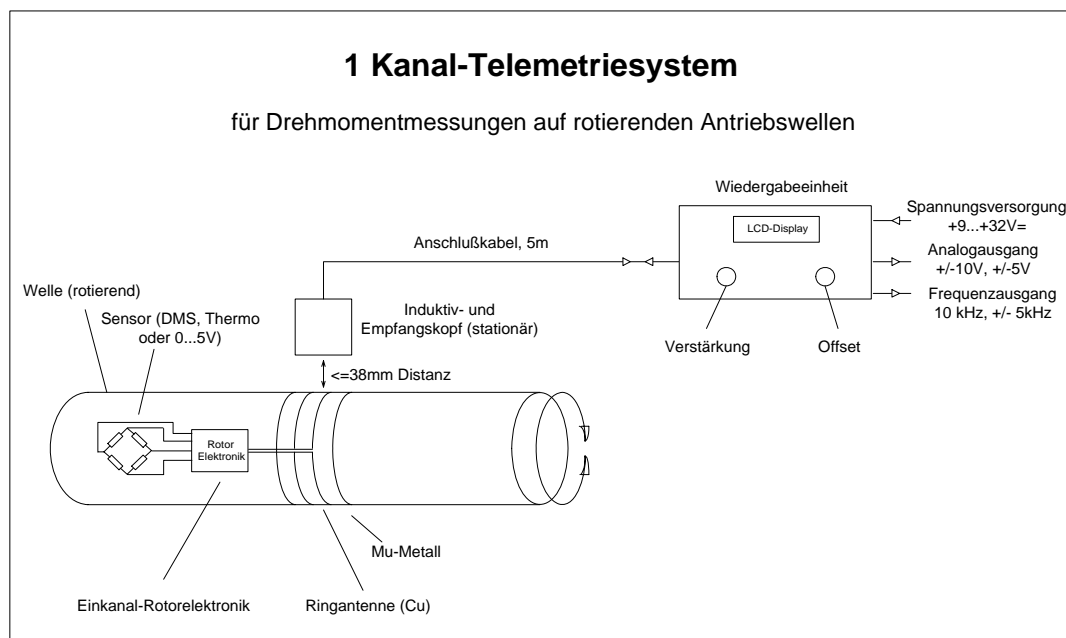 1 Kanal-Telemetriesystem
für Drehmomentmessungen auf rotierenden Antriebswellen
Wiedergabeeinheit
LCD-Display
Spannungsversorgung
+9...+32V=
Analogausgang
+/-10V, +/-5V
Frequenzausgang
10 kHz, +/- 5kHz
Anschlußkabel, 5m
Verstärkung
Offset
Welle (rotierend)
Sensor (DMS, Thermo
oder 0...5V)
Induktiv- und
Empfangskopf (stationär)
<=38mm Distanz
Rotor
Elektronik
Mu-Metall
Einkanal-Rotorelektronik
Ringantenne (Cu)